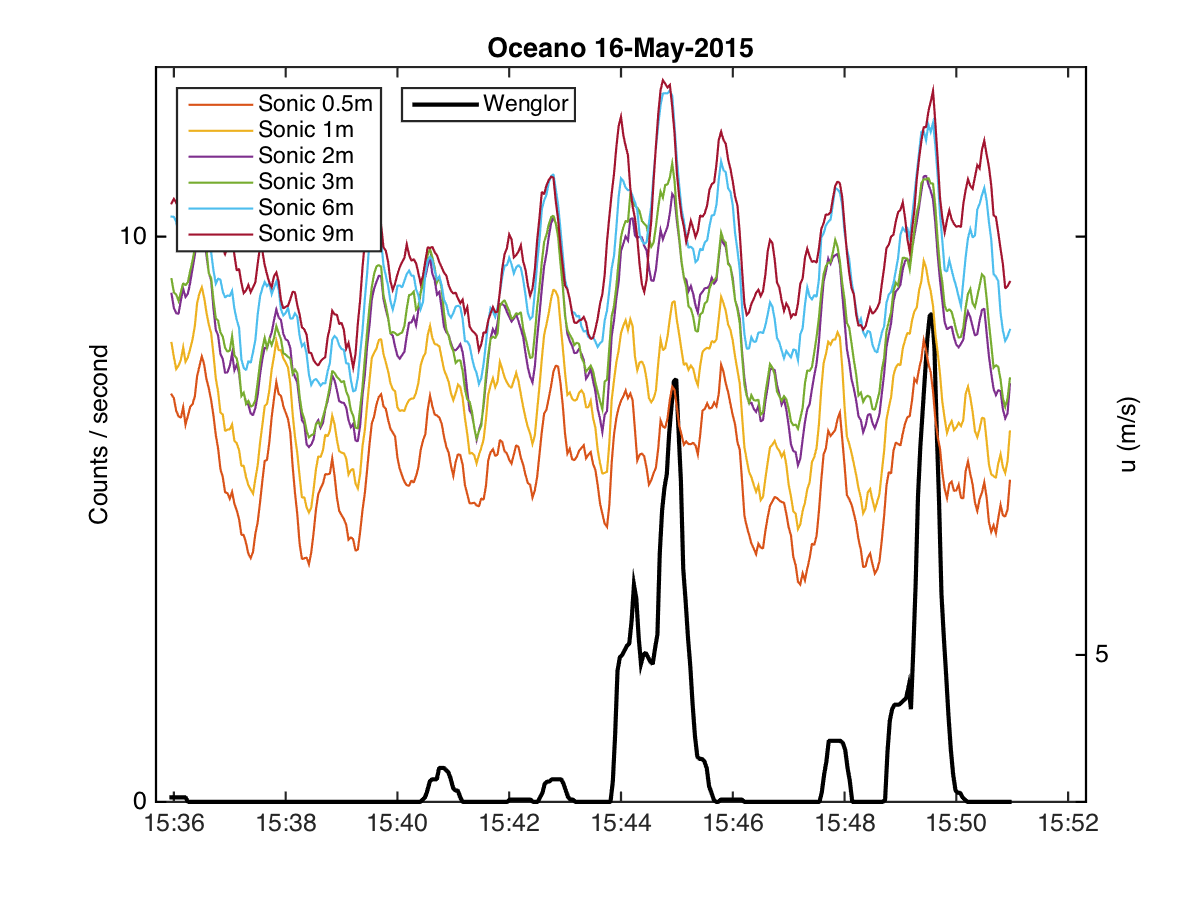 Oceano 16-May-2015
Sonic 0.5m
Sonic 1m
Sonic 2m
Sonic 3m
Sonic 6m
Sonic 9m
Wenglor
10
0
Counts / second
5
u (m/s)
15:36 15:38 15:40 15:42 15:44 15:46 15:48 15:50 15:52